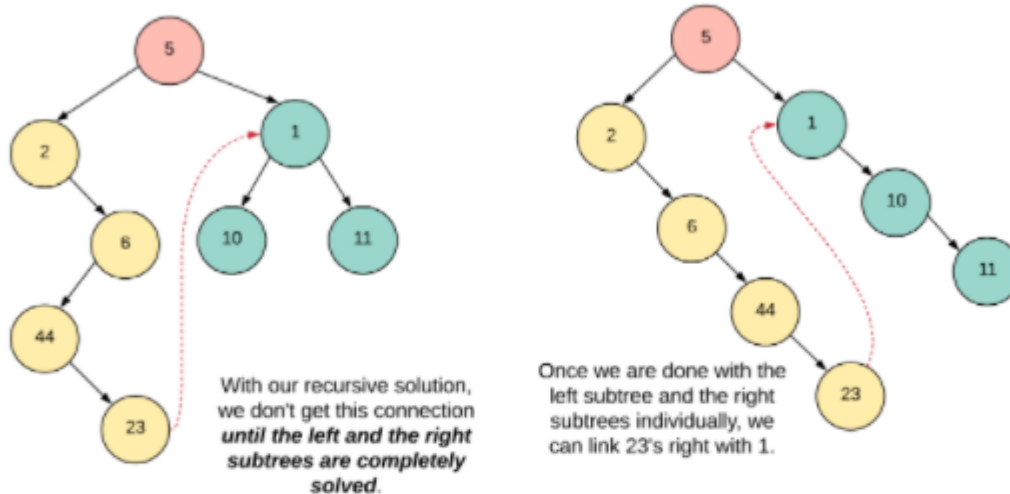 5
2
1
6
10
11
44
23
With our recursive solution,
we don't get this connection
until the left and the right
subtrees are completely
solved.
5
2
1
6
10
44
11
23
Once we are done with the
left subtree and the right
subtrees individually, we
can link 23's right with 1.